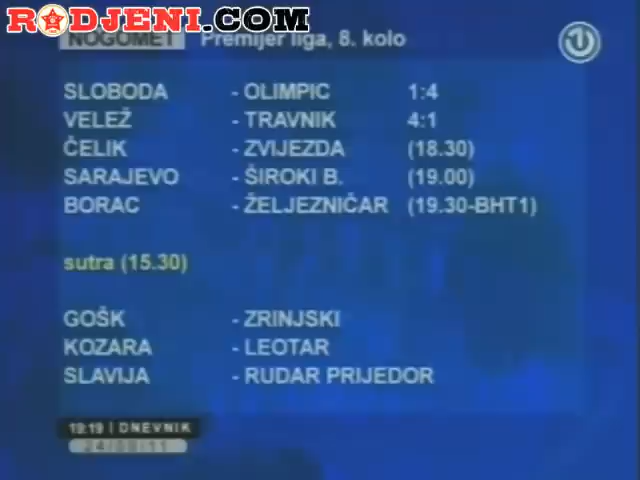 RODJENI.COM
NOGOMET Premijer liga, 8. kolo
1
SLOBODA - OLIMPIC 1:4
VELEŽ - TRAVNIK 4:1
ČELIK - ZVIJEZDA (18.30)
SARAJEVO - ŠIROKI B. (19.00)
BORAC - ŽELJEZNIČAR (19.30-BHT1)
sutra (15.30)
GOŠK - ZRINJSKI
KOZARA - LEOTAR
SLAVIJA - RUDAR PRIJEDOR
19:19 | DNEVNIK